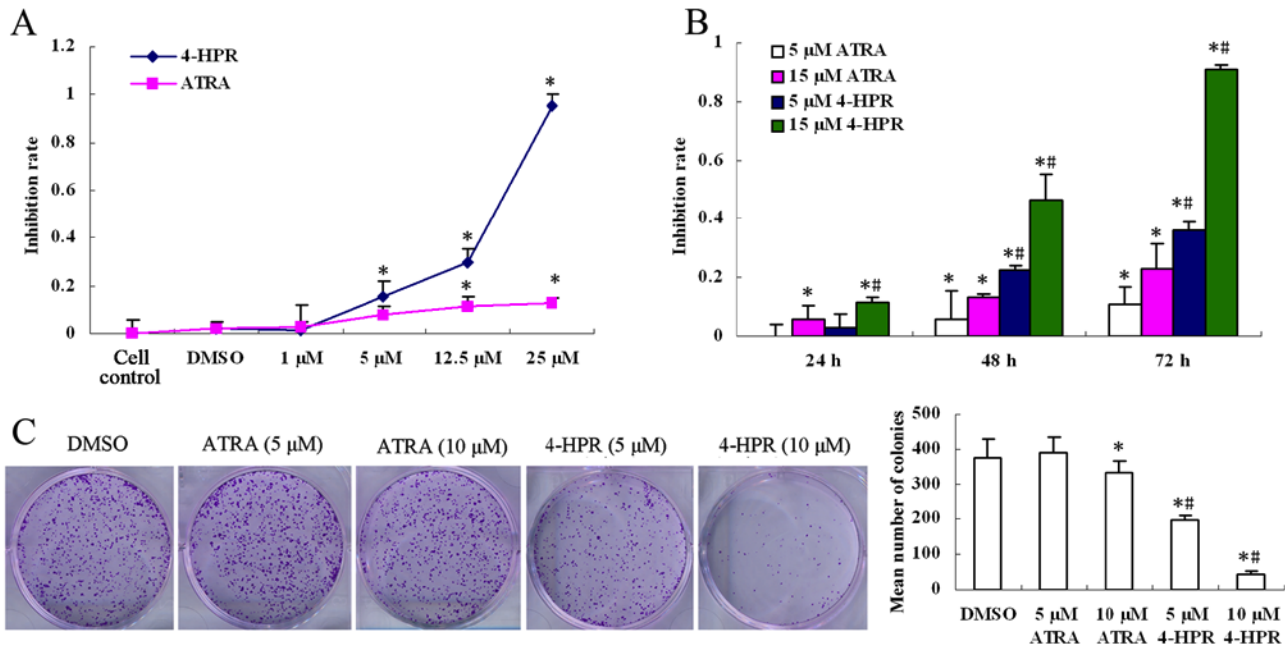 A
1.2
1
0.8
0.6
0.4
0.2
0
Inhibition rate
4-HPR
ATRA
*
*
*
*
*
Cell control
DMSO
1 μM
5 μM
12.5 μM
25 μM
B
1
0.8
0.6
0.4
0.2
0
Inhibition rate
5 μM ATRA
15 μM ATRA
5 μM 4-HPR
15 μM 4-HPR
*
*#
*
*
*#
*#
*
*
*#
*#
24 h
48 h
72 h
C
DMSO
ATRA (5 μM)
ATRA (10 μM)
4-HPR (5 μM)
4-HPR (10 μM)
500
400
300
200
100
0
Mean number of colonies
*
*#
*#
DMSO
5 μM ATRA
10 μM ATRA
5 μM 4-HPR
10 μM 4-HPR